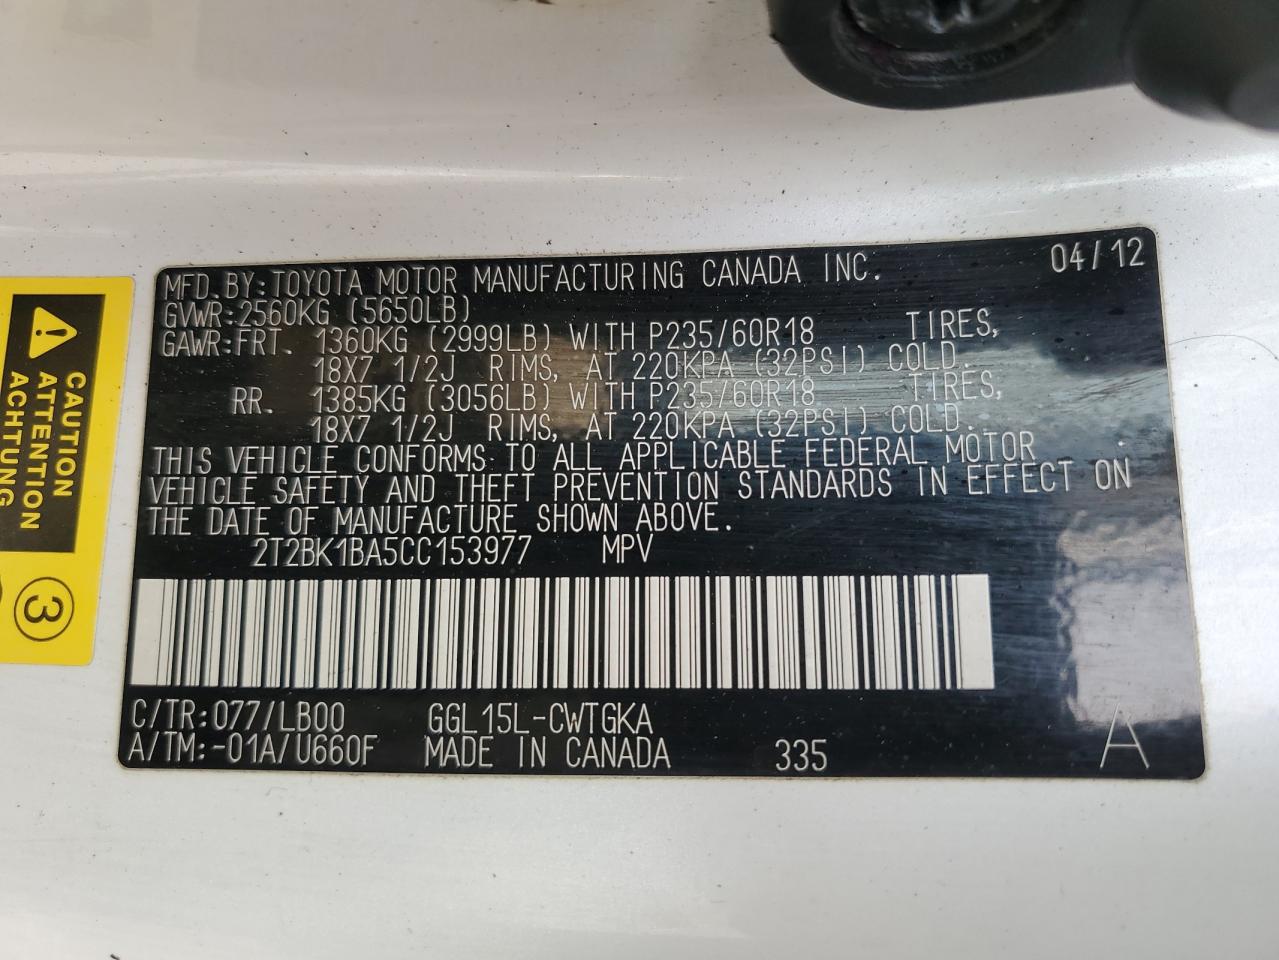 MFD. BY: TOYOTA MOTOR MANUFACTURING CANADA INC. 04/12
GVWR: 2560KG (5650LB)
GAWR: FRT. 1360KG (2999LB) WITH P235/60R18 TIRES,
18X7 1/2J RIMS, AT 220KPA (32PSI) COLD.
RR. 1385KG (3056LB) WITH P235/60R18 TIRES,
18X7 1/2J RIMS, AT 220KPA (32PSI) COLD.
THIS VEHICLE CONFORMS TO ALL APPLICABLE FEDERAL MOTOR
VEHICLE SAFETY AND THEFT PREVENTION STANDARDS IN EFFECT ON
THE DATE OF MANUFACTURE SHOWN ABOVE.
2T2BK1BA5CC153977 MPV
C/TR: 077/LB00 GGL15L-CWTGKA
A/TM: -01A/U660F MADE IN CANADA 335 A
CAUTION
ATTENTION
ACHTUNG
3